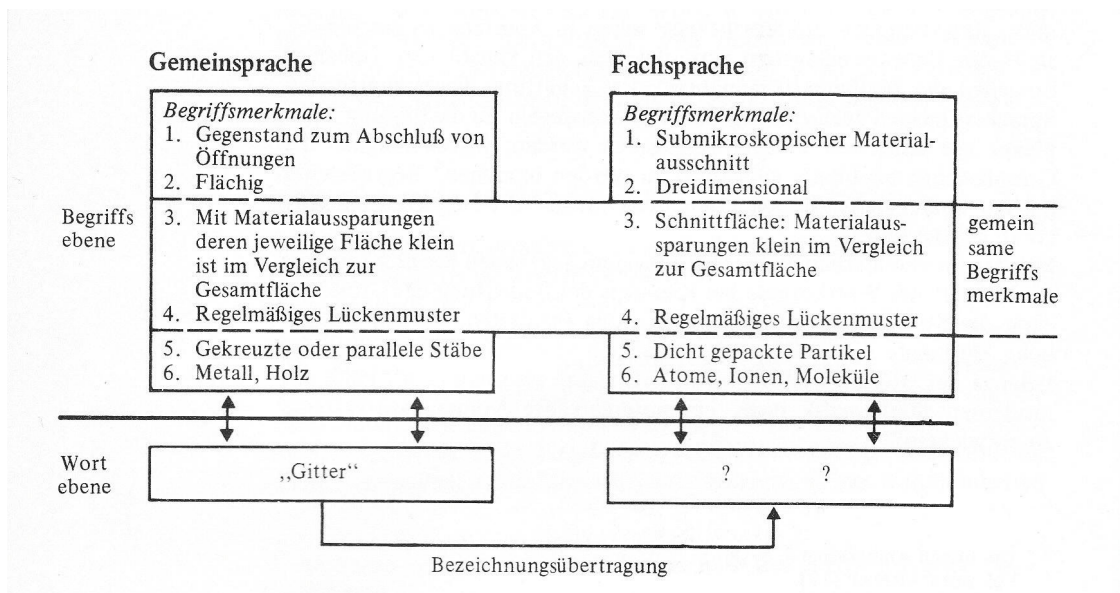 Gemeinsprache
Fachsprache
Begriffsmerkmale:
1. Gegenstand zum Abschluß von
Öffnungen
2. Flächig
3. Mit Materialaussparungen
deren jeweilige Fläche klein
ist im Vergleich zur
Gesamtfläche
4. Regelmäßiges Lückenmuster
5. Gekreuzte oder parallele Stäbe
6. Metall, Holz
Begriffsmerkmale:
1. Submikroskopischer Material-
ausschnitt
2. Dreidimensional
3. Schnittfläche: Materialaus-
sparungen klein im Vergleich
zur Gesamtfläche
4. Regelmäßiges Lückenmuster
5. Dicht gepackte Partikel
6. Atome, Ionen, Moleküle
Begriffs
ebene
gemein
same
Begriffs
merkmale
Wort
ebene
„Gitter“
? ?
Bezeichnungsübertragung